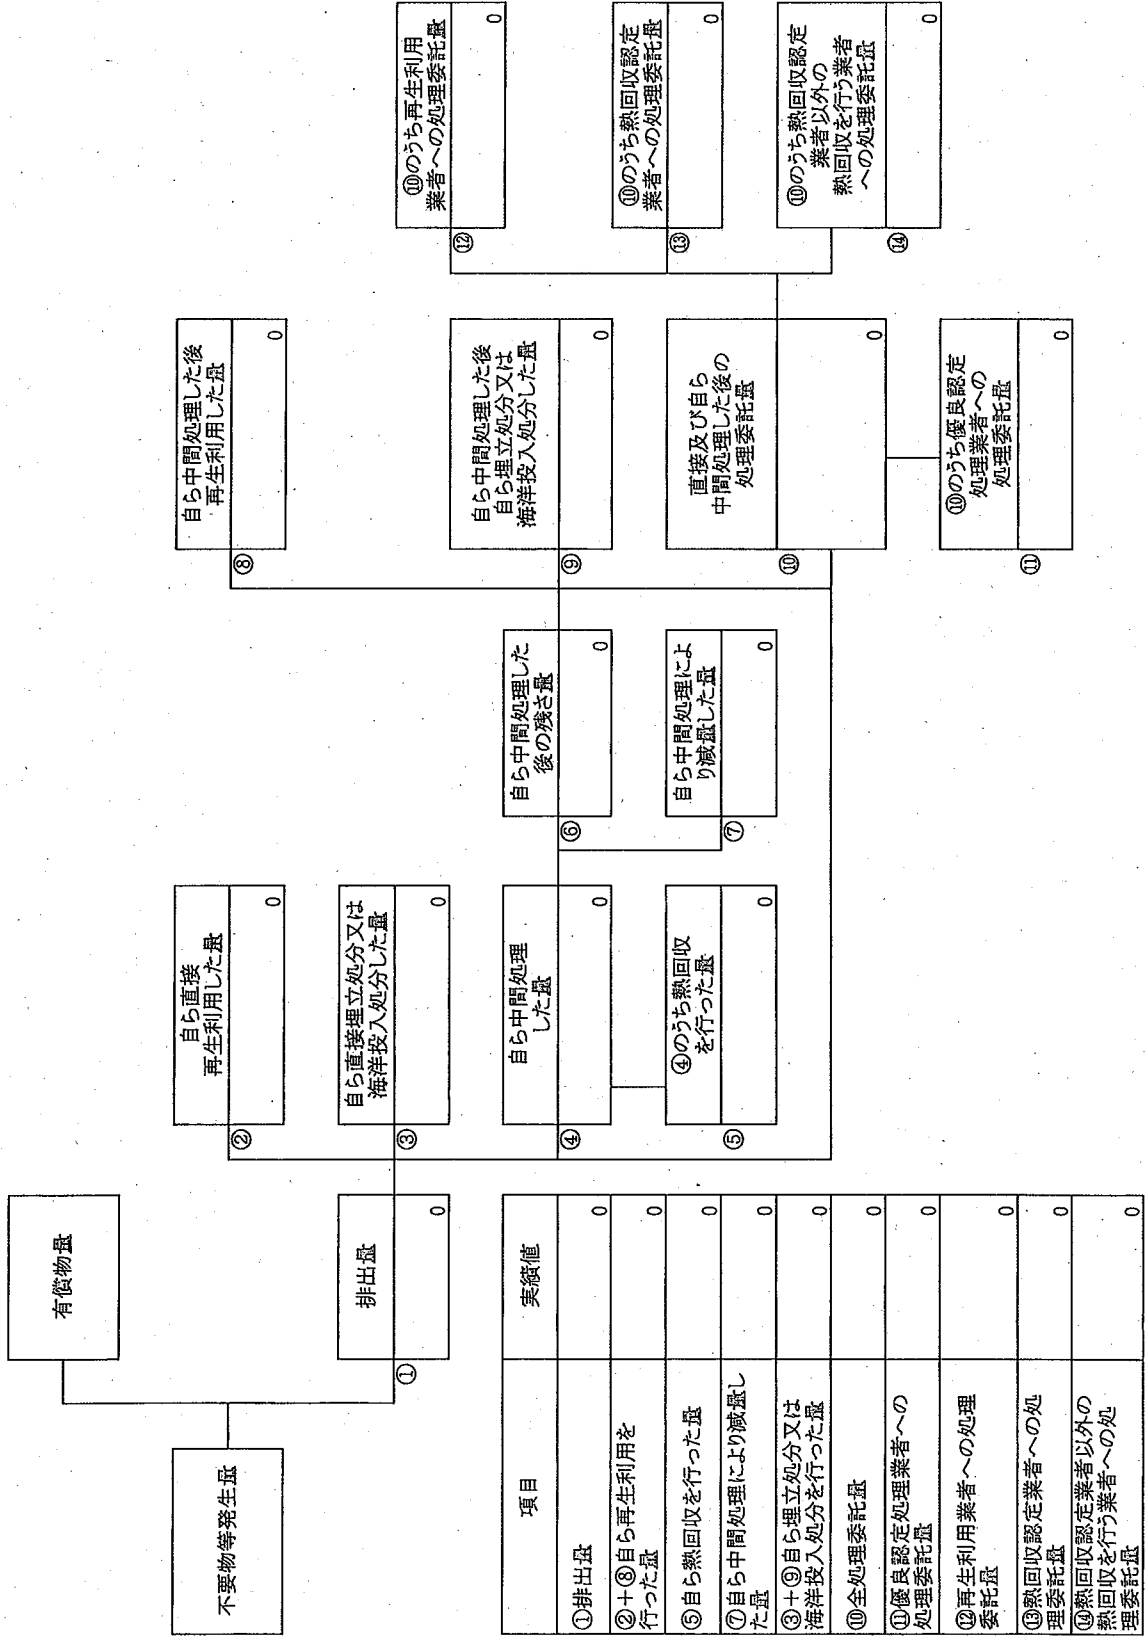 不要物等発生量
有償物量
①
排出量
0
②
自ら直接
再生利用した量
0
③
自ら直接埋立処分又は
海洋投入処分した量
0
④
自ら中間処理
した量
0
⑤
④のうち熱回収
を行った量
0
⑥
自ら中間処理した
後の残さ量
0
⑦
自ら中間処理によ
り減量した量
0
⑧
自ら中間処理した後
再生利用した量
0
⑨
自ら中間処理した後
自ら埋立処分又は
海洋投入処分した量
0
⑩
直接及び自ら
中間処理した後の
処理委託量
0
⑪
⑩のうち優良認定
処理業者への
処理委託量
0
⑫
⑩のうち再生利用
業者への処理委託量
0
⑬
⑩のうち熱回収認定
業者への処理委託量
0
⑭
⑩のうち熱回収認定
業者以外の
熱回収を行う業者
への処理委託量
0
項目 実績値
①排出量 0
②+⑧自ら再生利用を
行った量 0
⑤自ら熱回収を行った量 0
⑦自ら中間処理により減量し
た量 0
③+⑨自ら埋立処分又は
海洋投入処分を行った量 0
⑩全処理委託量 0
⑪優良認定処理業者への
処理委託量 0
⑫再生利用業者への処理
委託量 0
⑬熱回収認定業者への処
理委託量 0
⑭熱回収認定業者以外の
熱回収を行う業者への処
理委託量 0